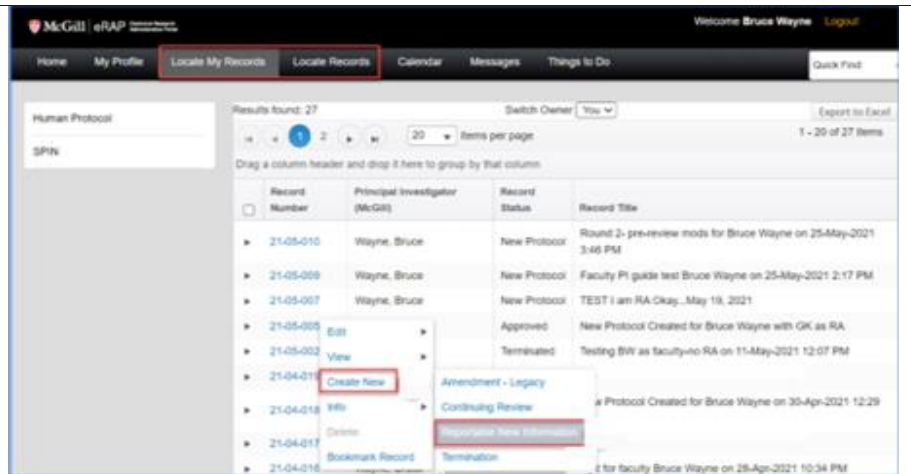 McGill eRAP
Welcome Bruce Wayne Logout
Home My Profile Locate My Records Locate Records Calendar Messages Things to Do Quick Find
Human Protocol
SPIN
Results found: 27 Switch Owner You Export to Excel
1 2 20 items per page 1 - 20 of 27 items
Drag a column header and drop it here to group by that column
Record Number Principal Investigator (McGill) Record Status Record Title
21-05-010 Wayne, Bruce New Protocol Round 2- pre-review mods for Bruce Wayne on 25-May-2021 3:46 PM
21-05-009 Wayne, Bruce New Protocol Faculty PI guide test Bruce Wayne on 25-May-2021 2:17 PM
21-05-007 Wayne, Bruce New Protocol TEST I am RA Okay...May 19, 2021
21-05-005 Approved New Protocol Created for Bruce Wayne with GK as RA
21-05-002 Terminated Testing BW as faculty-no RA on 11-May-2021 12:07 PM
21-04-019
21-04-018 w Protocol Created for Bruce Wayne on 30-Apr-2021 12:29
21-04-017
21-04-016 Wayne, Bruce t for faculty Bruce Wayne on 28-Apr-2021 10:34 PM
Edit
View
Create New
Info
Delete
Bookmark Record
Amendment - Legacy
Continuing Review
Reportable New Information
Termination